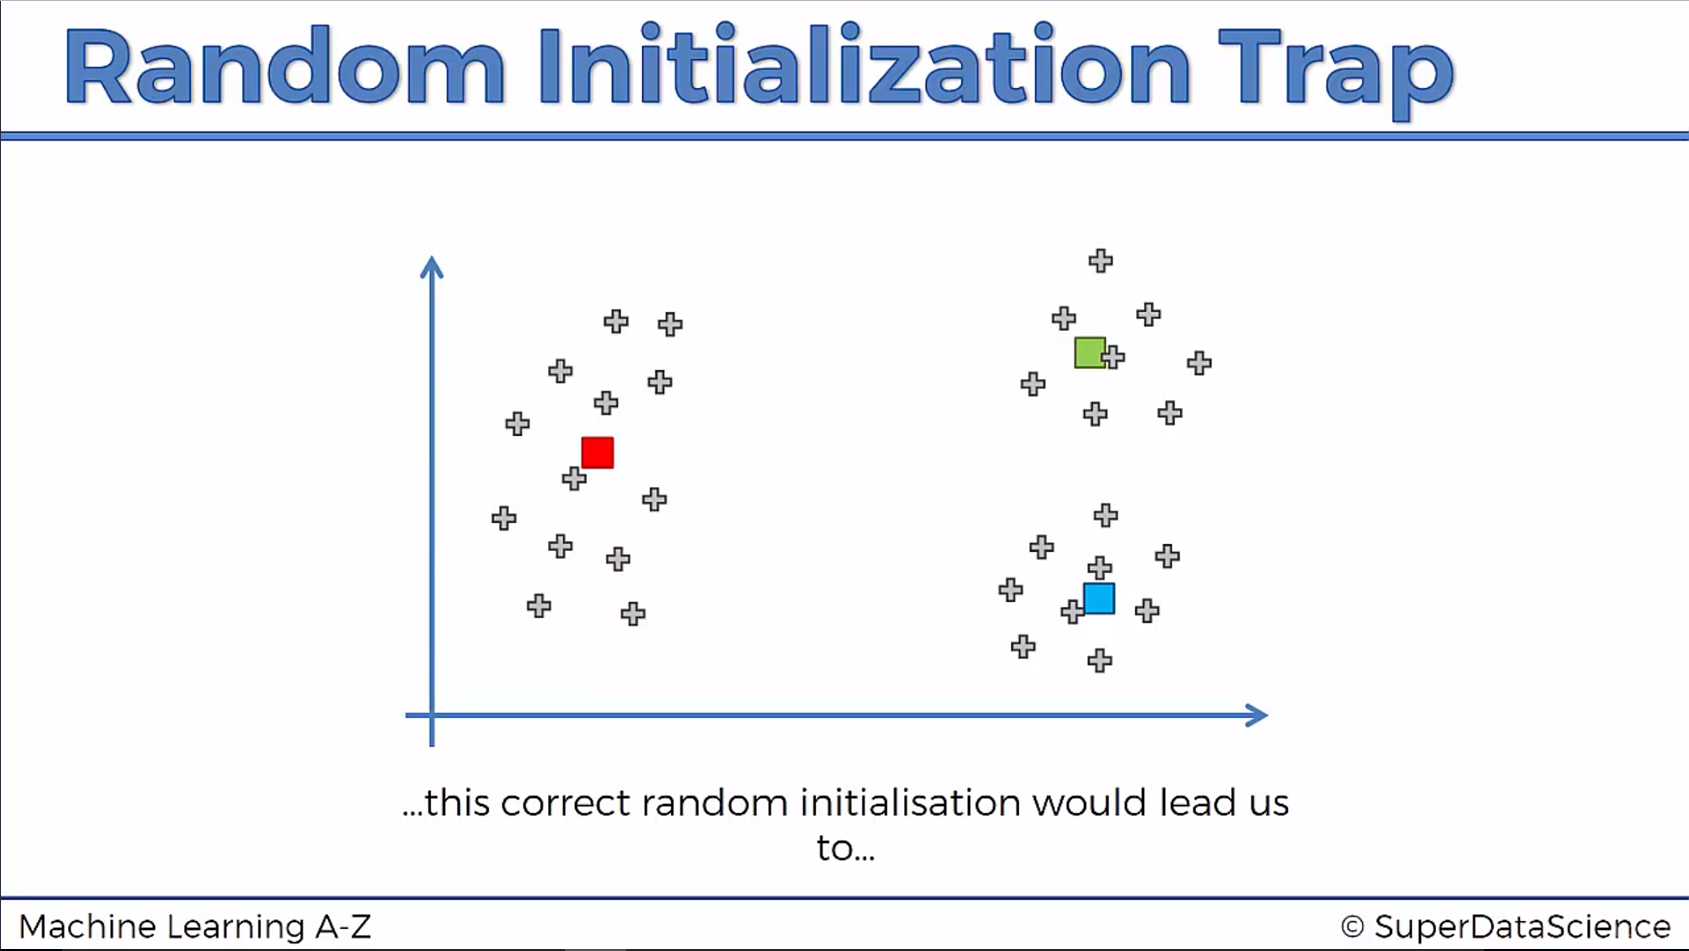 Random Initialization Trap
...this correct random initialisation would lead us
to...
Machine Learning A-Z
© SuperDataScience